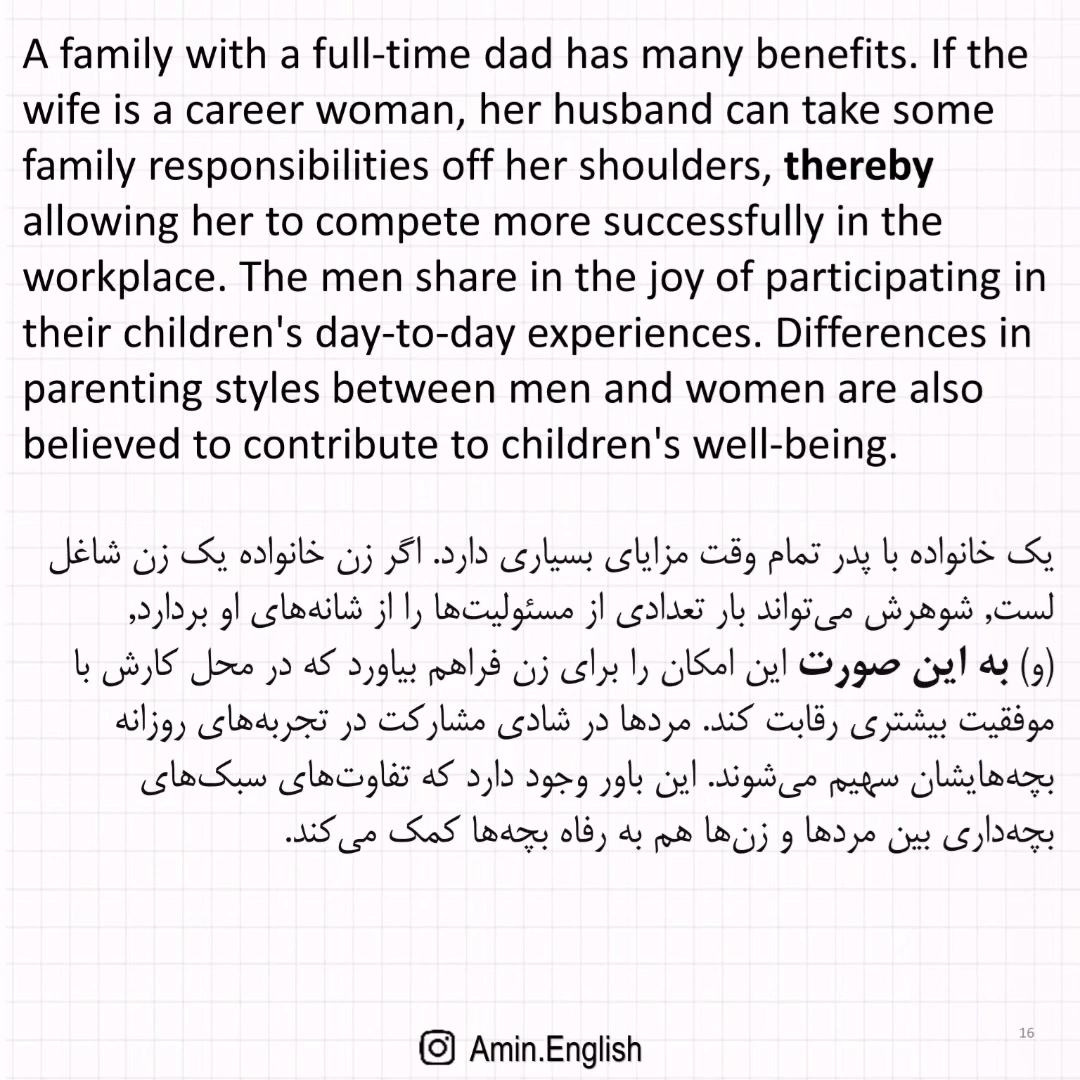 A family with a full-time dad has many benefits. If the
wife is a career woman, her husband can take some
family responsibilities off her shoulders, thereby
allowing her to compete more successfully in the
workplace. The men share in the joy of participating in
their children's day-to-day experiences. Differences in
parenting styles between men and women are also
believed to contribute to children's well-being.
یک خانواده با پدر تمام وقت مزایای بسیاری دارد. اگر زن خانواده یک زن شاغل
لست, شوهرش می‌تواند بار تعدادی از مسئولیت‌ها را از شانه‌های او بردارد,
(و) به این صورت این امکان را برای زن فراهم بیاورد که در محل کارش با
موفقیت بیشتری رقابت کند. مردها در شادی مشارکت در تجربه‌های روزانه
بچه‌هایشان سهیم می‌شوند. این باور وجود دارد که تفاوت‌های سبک‌های
بچه‌داری بین مردها و زن‌ها هم به رفاه بچه‌ها کمک می‌کند.
16
Amin.English